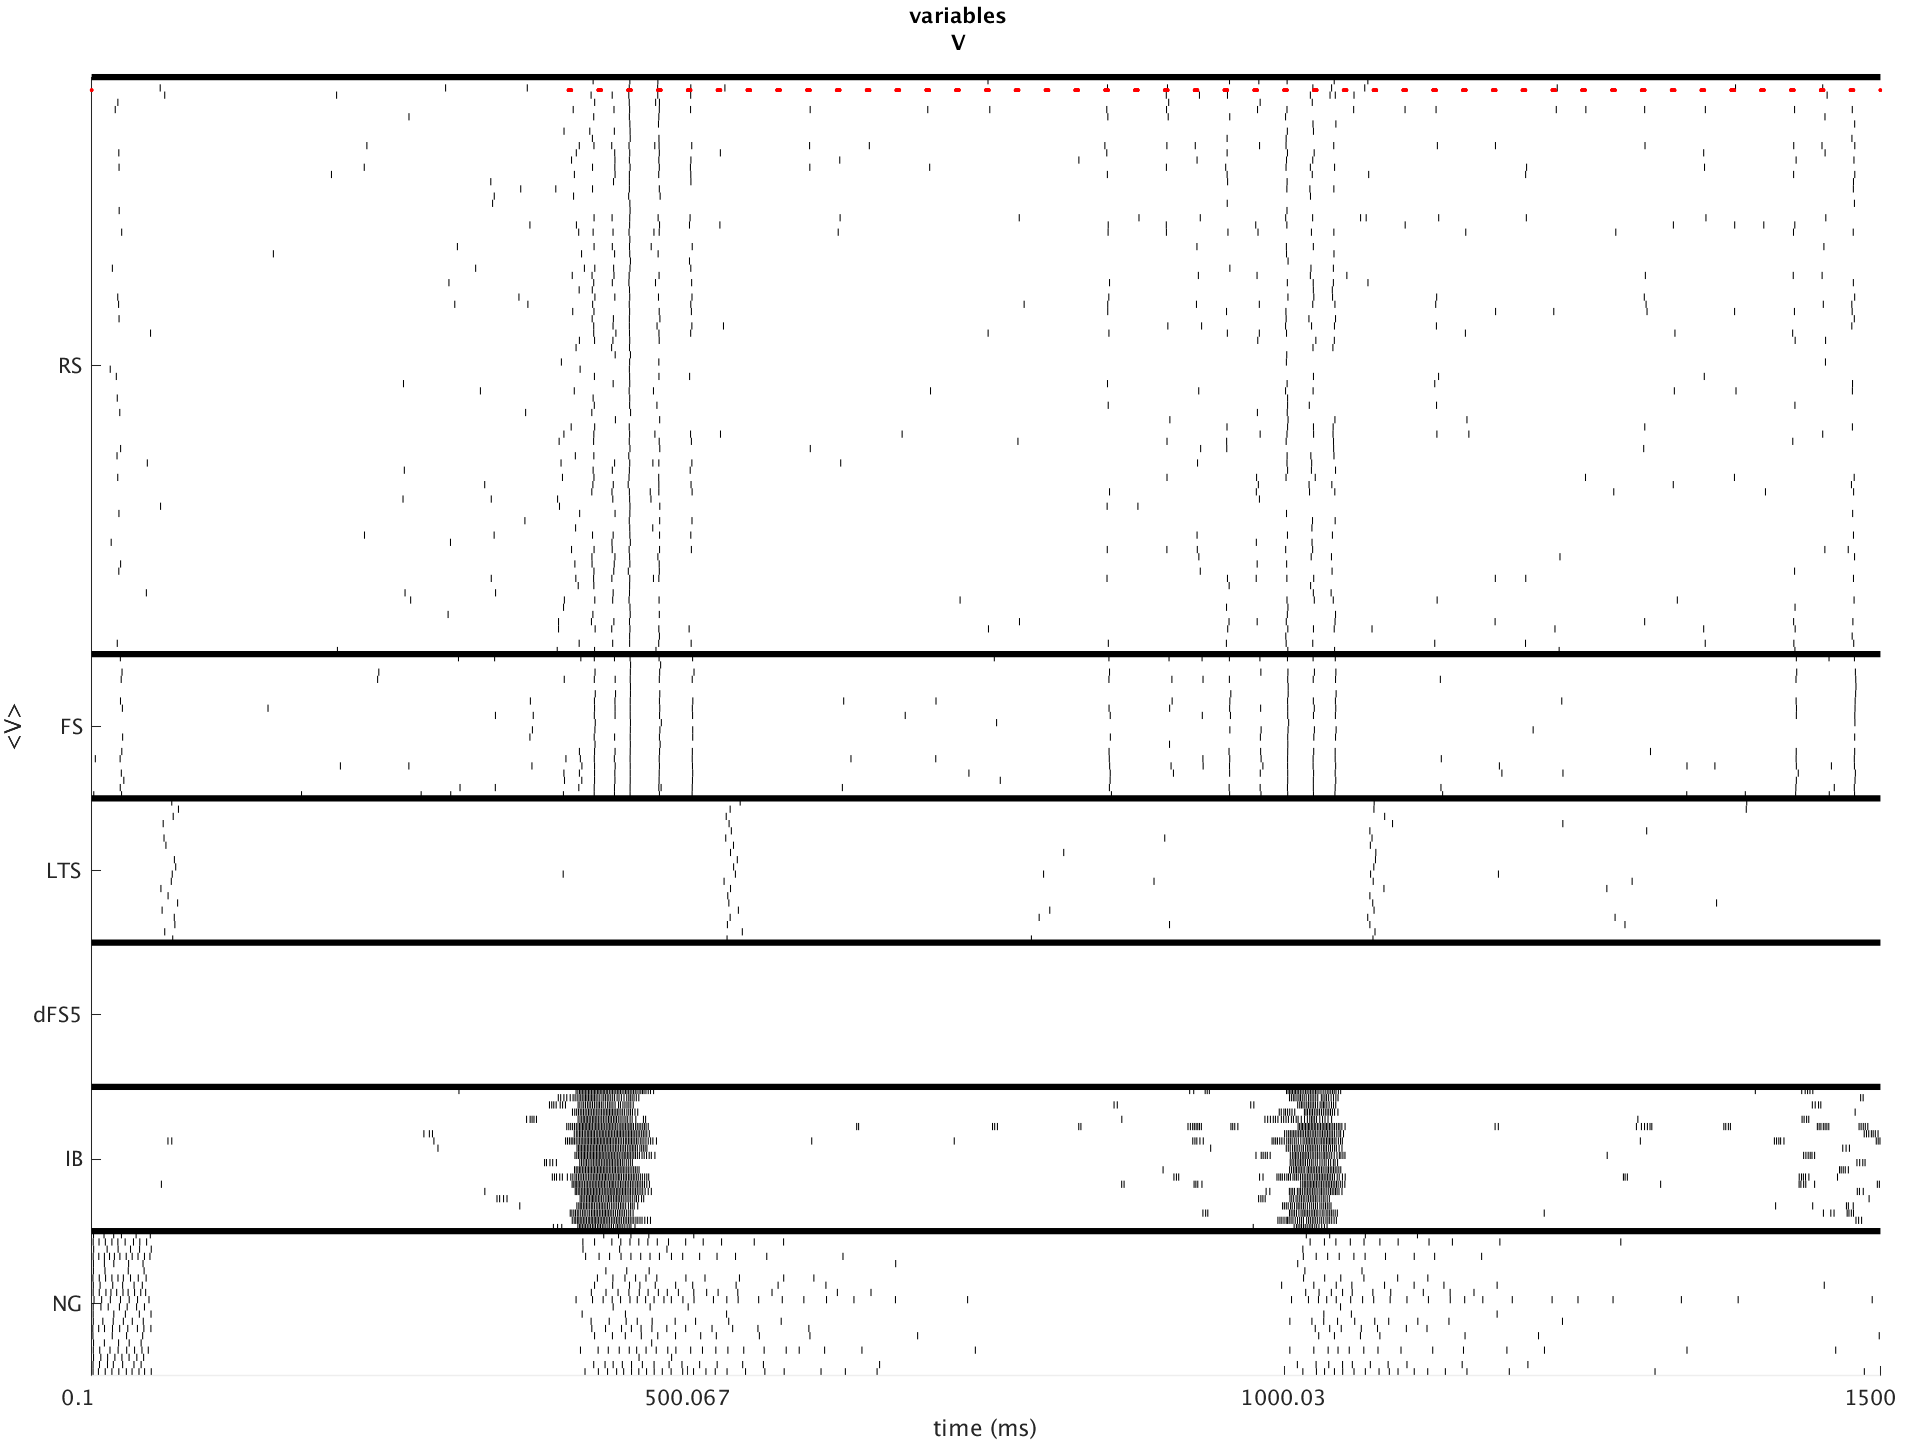 variables
V
RS
FS
<V>
LTS
dFS5
IB
NG
0.1
500.067
1000.03
1500
time (ms)